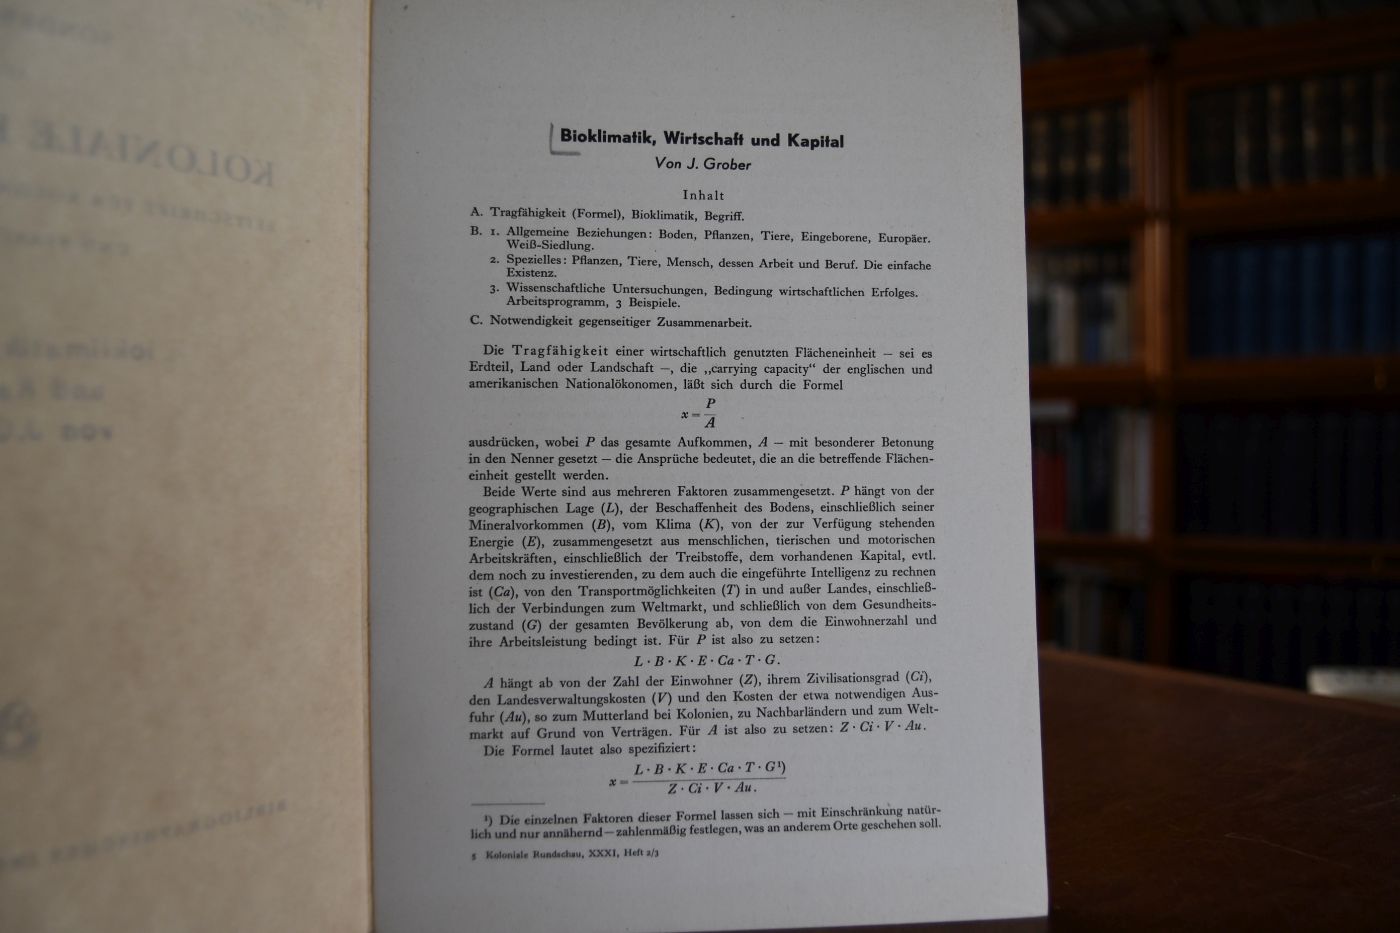 KOLONIALE
Bioklimatik, Wirtschaft und Kapital
Von J. Grober
Inhalt
A. Tragfähigkeit (Formel), Bioklimatik, Begriff.
B. 1. Allgemeine Beziehungen: Boden, Pflanzen, Tiere, Eingeborene, Europäer.
Weiß-Siedlung.
2. Spezielles: Pflanzen, Tiere, Mensch, dessen Arbeit und Beruf. Die einfache
Existenz.
3. Wissenschaftliche Untersuchungen, Bedingung wirtschaftlichen Erfolges.
Arbeitsprogramm, 3 Beispiele.
C. Notwendigkeit gegenseitiger Zusammenarbeit.
Die Tragfähigkeit einer wirtschaftlich genutzten Flächeneinheit — sei es
Erdteil, Land oder Landschaft —, die „carrying capacity“ der englischen und
amerikanischen Nationalökonomen, läßt sich durch die Formel
x = P
A
ausdrücken, wobei P das gesamte Aufkommen, A — mit besonderer Betonung
in den Nenner gesetzt — die Ansprüche bedeutet, die an die betreffende Flächen-
einheit gestellt werden.
Beide Werte sind aus mehreren Faktoren zusammengesetzt. P hängt von der
geographischen Lage (L), der Beschaffenheit des Bodens, einschließlich seiner
Mineralvorkommen (B), vom Klima (K), von der zur Verfügung stehenden
Energie (E), zusammengesetzt aus menschlichen, tierischen und motorischen
Arbeitskräften, einschließlich der Treibstoffe, dem vorhandenen Kapital, evtl.
dem noch zu investierenden, zu dem auch die eingeführte Intelligenz zu rechnen
ist (Ca), von den Transportmöglichkeiten (T) in und außer Landes, einschließ-
lich der Verbindungen zum Weltmarkt, und schließlich von dem Gesundheits-
zustand (G) der gesamten Bevölkerung ab, von dem die Einwohnerzahl und
ihre Arbeitsleistung bedingt ist. Für P ist also zu setzen:
L · B · K · E · Ca · T · G.
A hängt ab von der Zahl der Einwohner (Z), ihrem Zivilisationsgrad (Ci),
den Landesverwaltungskosten (V) und den Kosten der etwa notwendigen Aus-
fuhr (Au), so zum Mutterland bei Kolonien, zu Nachbarländern und zum Welt-
markt auf Grund von Verträgen. Für A ist also zu setzen: Z · Ci · V · Au.
Die Formel lautet also spezifiziert:
x = L · B · K · E · Ca · T · G¹)
Z · Ci · V · Au.
¹) Die einzelnen Faktoren dieser Formel lassen sich — mit Einschränkung natür-
lich und nur annähernd — zahlenmäßig festlegen, was an anderem Orte geschehen soll.
5 Koloniale Rundschau, XXXI, Heft 2/3